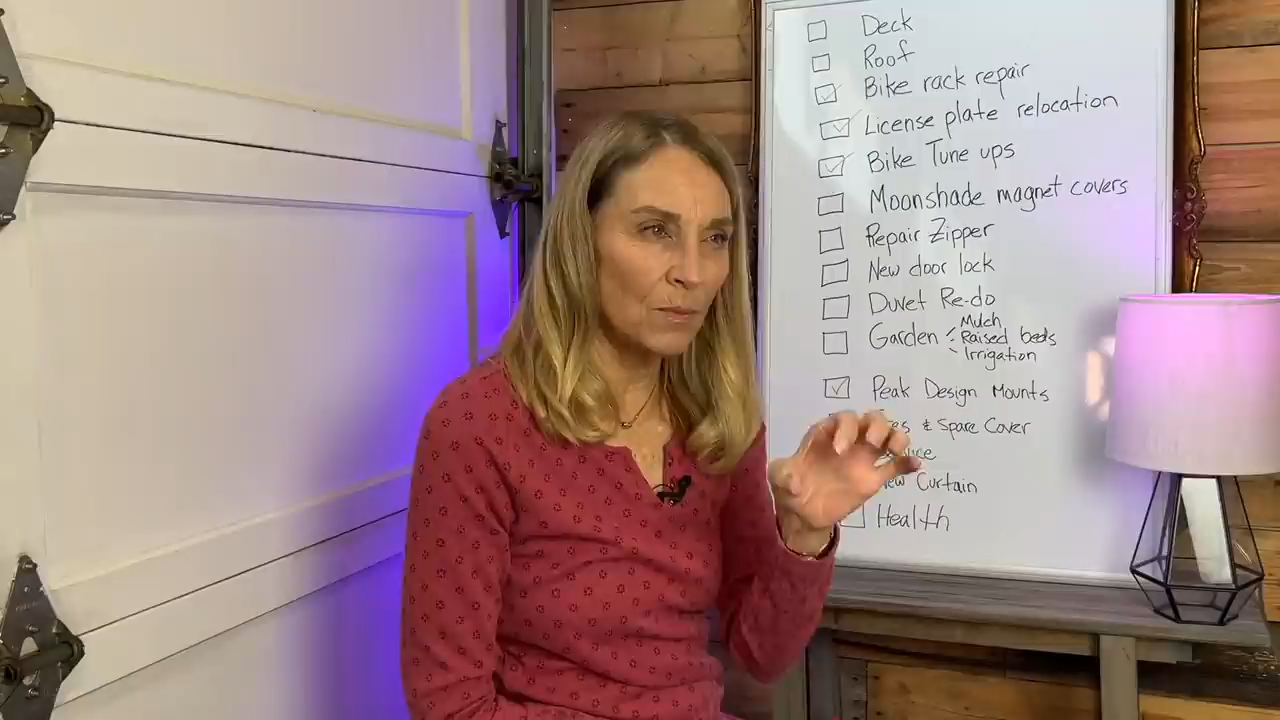 Deck
Roof
Bike rack repair
License plate relocation
Bike Tune ups
Moonshade magnet covers
Repair Zipper
New door lock
Duvet Re-do
Garden
Mulch
Raised beds
Irrigation
Peak Design Mounts
& Spare Cover
Curtain
Health